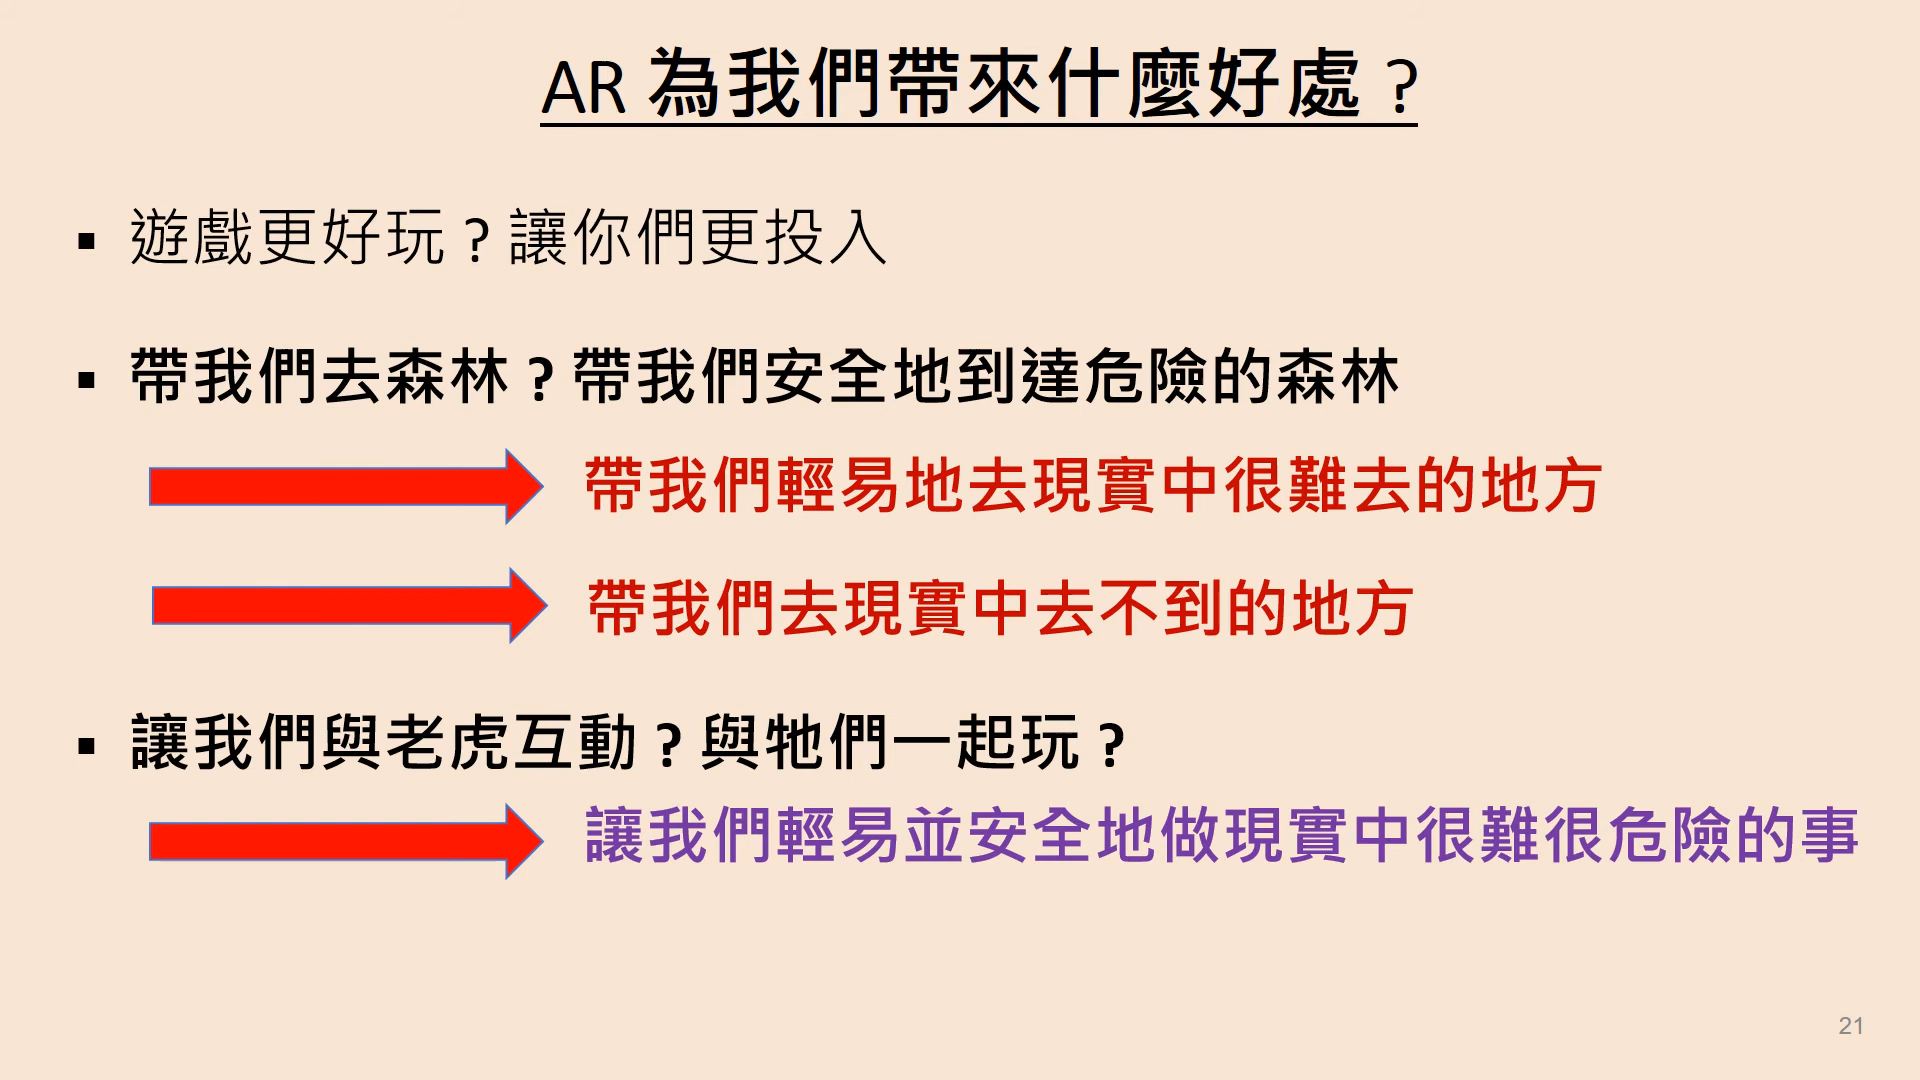 AR 為我們帶來什麼好處 ?
▪ 遊戲更好玩 ? 讓你們更投入
▪ 帶我們去森林 ? 帶我們安全地到達危險的森林
帶我們輕易地去現實中很難去的地方
帶我們去現實中去不到的地方
▪ 讓我們與老虎互動 ? 與牠們一起玩 ?
讓我們輕易並安全地做現實中很難很危險的事
21